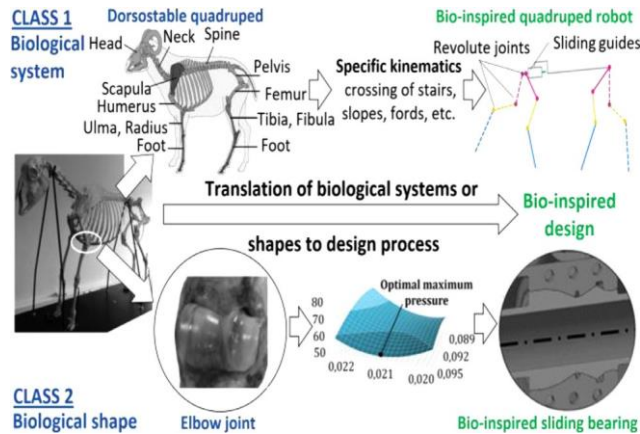 CLASS 1
Biological
system
Dorsostable quadruped
Head
Neck
Spine
Scapula
Humerus
Ulma, Radius
Foot
Pelvis
Femur
Tibia, Fibula
Foot
Specific kinematics
crossing of stairs,
slopes, fords, etc.
Bio-inspired quadruped robot
Revolute joints
Sliding guides
Translation of biological systems or
shapes to design process
Bio-inspired
design
Optimal maximum
pressure
80
70
60
50
0,022
0,021
0,020
0,089
0,092
0,095
CLASS 2
Biological shape
Elbow joint
Bio-inspired sliding bearing